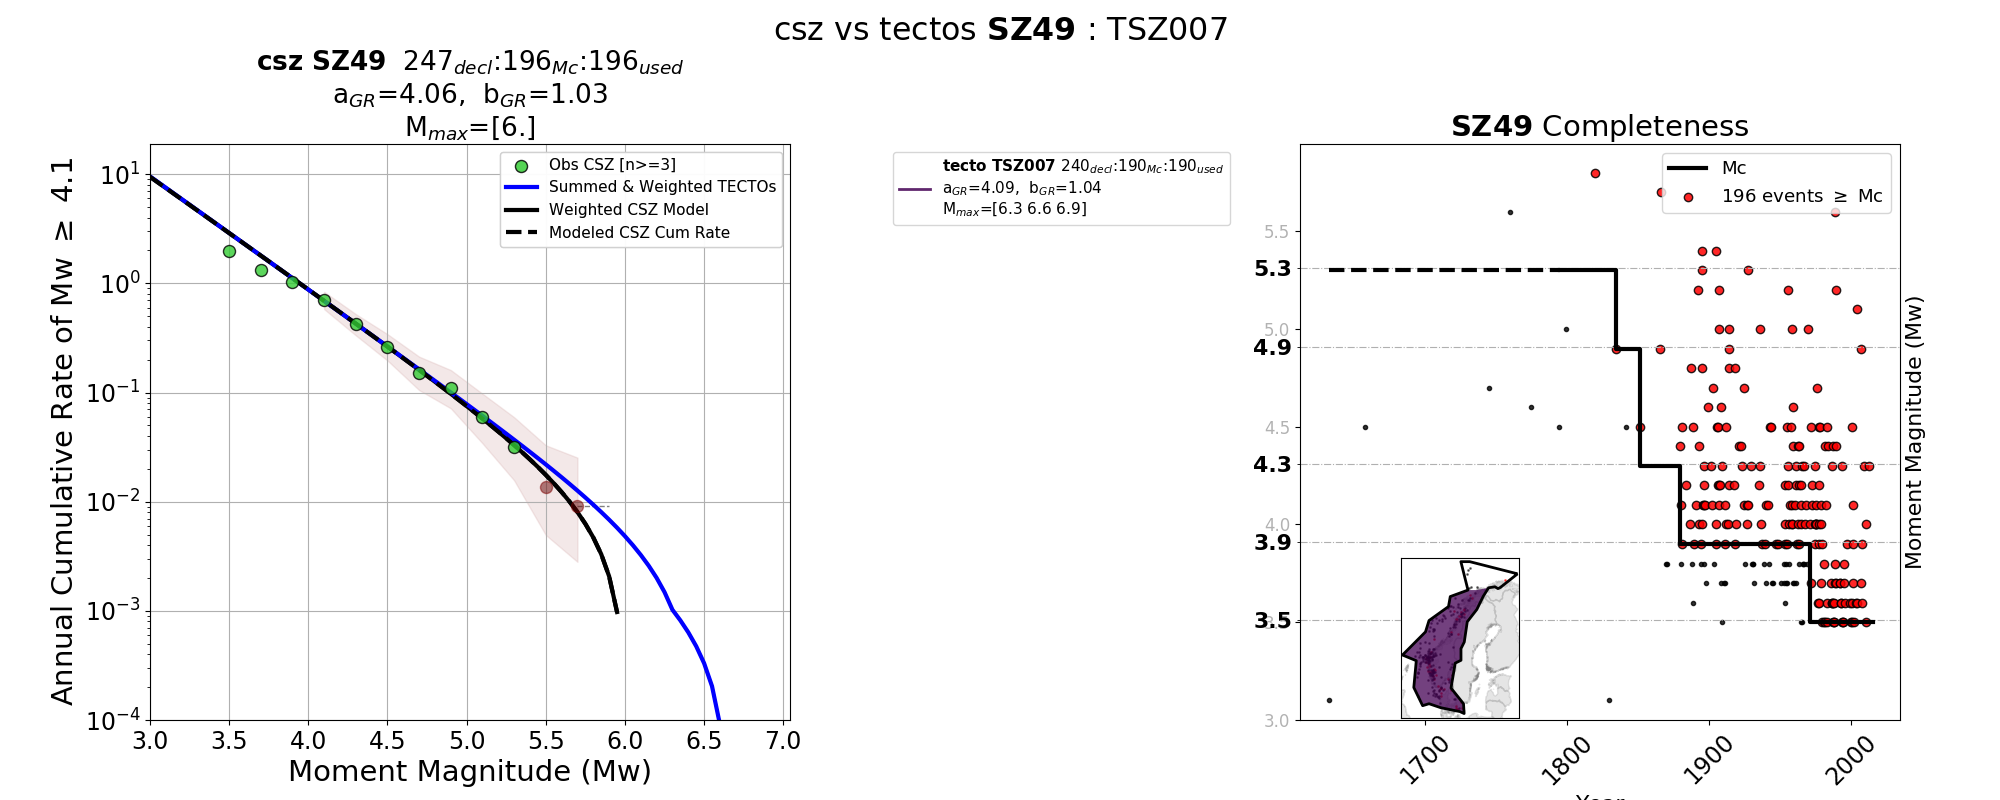 csz vs tectos SZ49 : TSZ007
csz SZ49 247decl:196Mc:196used
aGR=4.06, bGR=1.03
Mmax=[6.]
Annual Cumulative Rate of Mw ≥ 4.1
10^1
10^0
10^−1
10^−2
10^−3
10^−4
Obs CSZ [n>=3]
Summed & Weighted TECTOs
Weighted CSZ Model
Modeled CSZ Cum Rate
3.0 3.5 4.0 4.5 5.0 5.5 6.0 6.5 7.0
Moment Magnitude (Mw)
tecto TSZ007 240decl:190Mc:190used
aGR=4.09, bGR=1.04
Mmax=[6.3 6.6 6.9]
SZ49 Completeness
Mc
196 events ≥ Mc
5.5
5.3
5.0
4.9
4.5
4.3
4.0
3.9
3.5
3.0
Moment Magnitude (Mw)
1700 1800 1900 2000